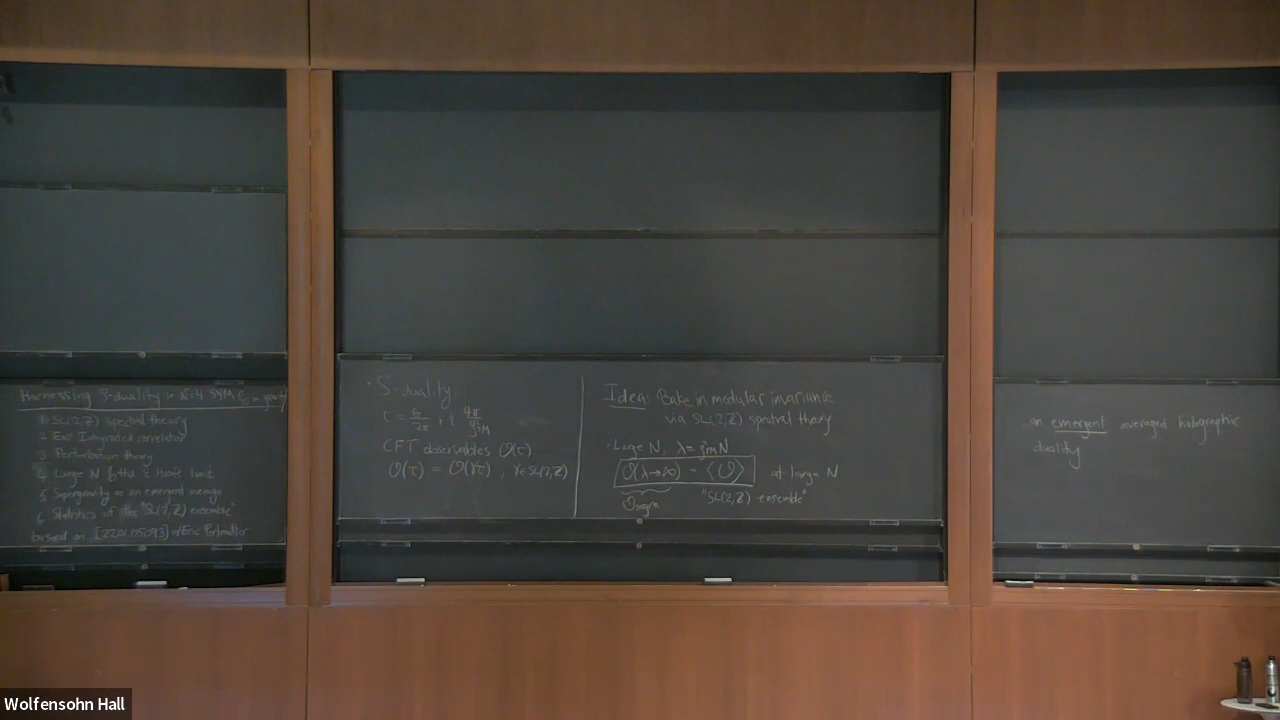 Harnessing S-duality in N=4 SYM
1 SL(2,Z) spectral theory
2 Ex: Integrated correlator
3 Perturbation theory
4 Large N & the 't Hooft limit
5 Supergravity as an emergent average
6. Statistics of the "SL(2,Z) ensemble"
based on [2201.05093] w/ Eric Perlmutter
· S-duality:
τ = θ/2π + i 4π/g²YM
CFT observables O(τ)
O(τ) = O(γτ) , γ∈SL(2,Z)
Idea: Bake in modular invariance
via SL(2,Z) spectral theory
· Large N, λ = g²YM N
O(λ→∞) = ⟨O⟩ at large N
Osugra "SL(2,Z) ensemble"
an emergent averaged holographic
duality
Wolfensohn Hall